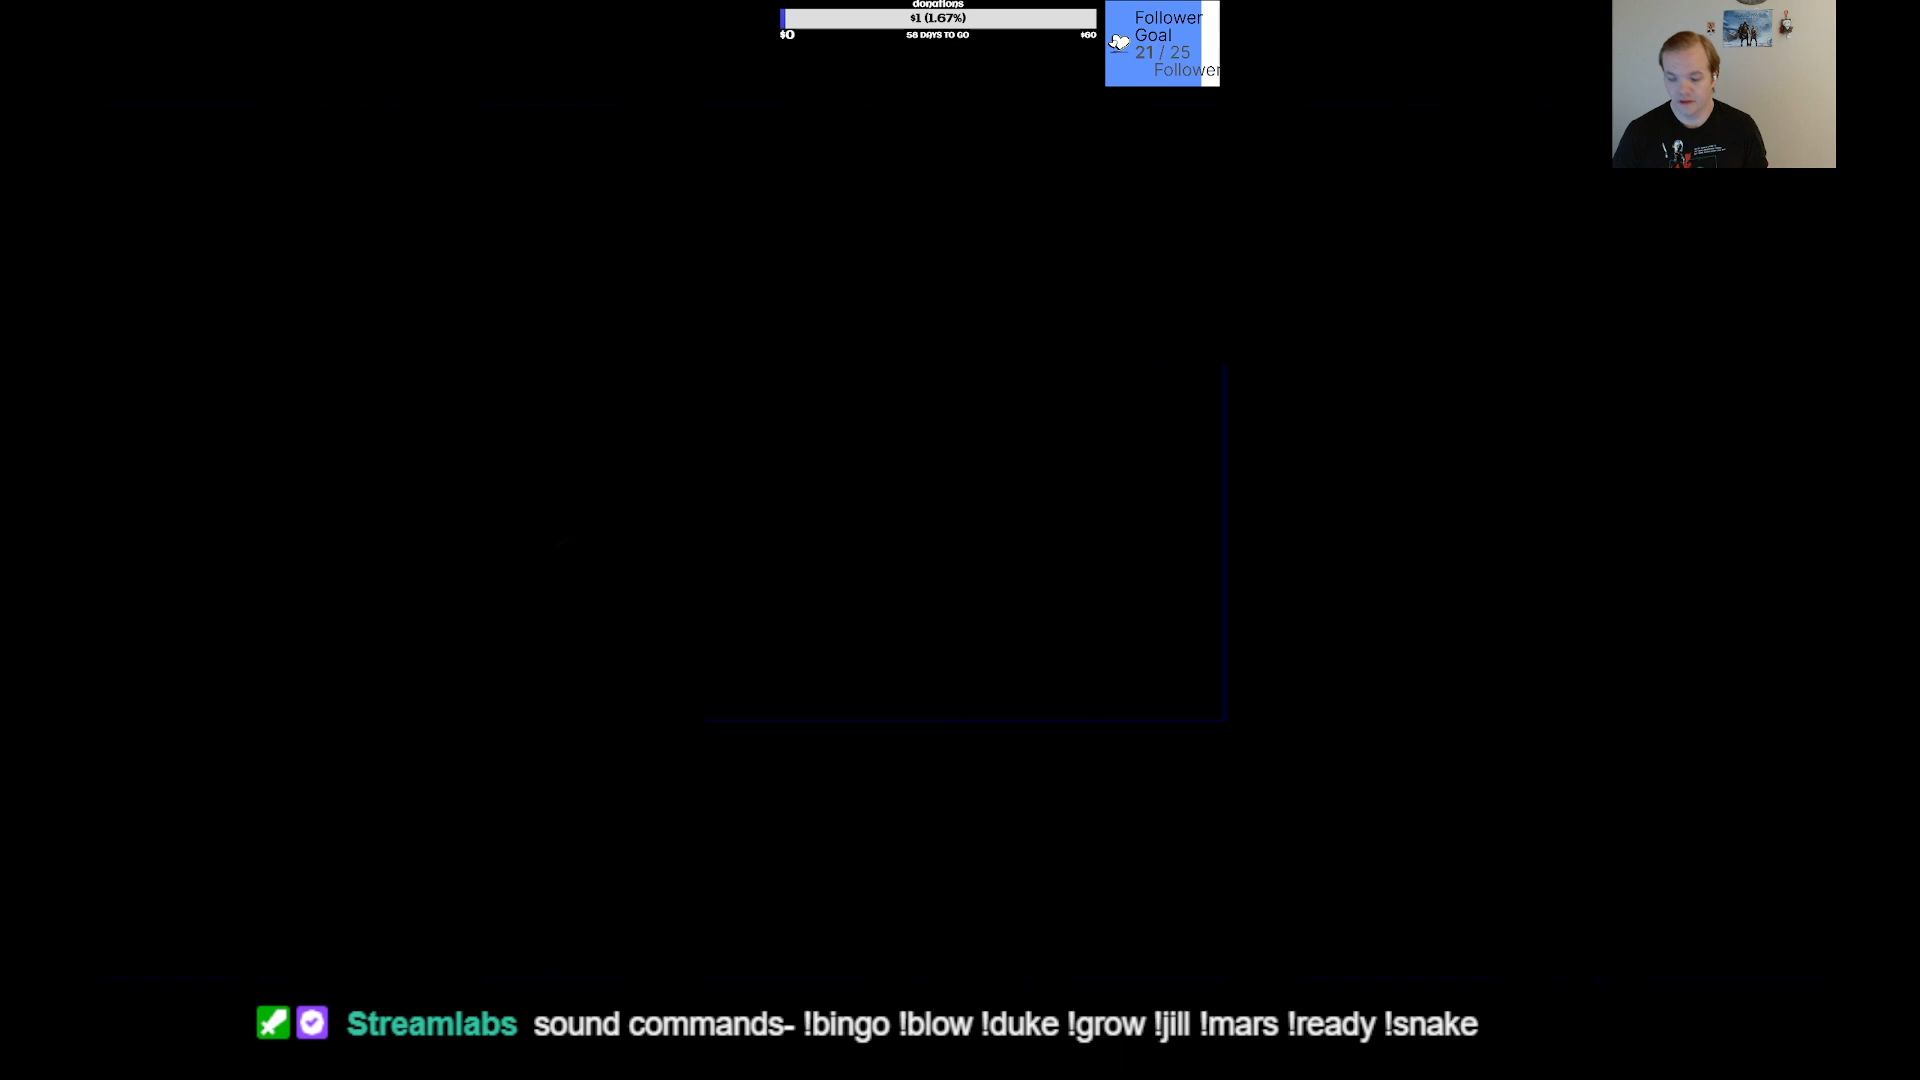 donations
$1 (1.67%)
$0
58 DAYS TO GO
$60
Follower
Goal
21 / 25
Follower
Streamlabs sound commands- !bingo !blow !duke !grow !jill !mars !ready !snake